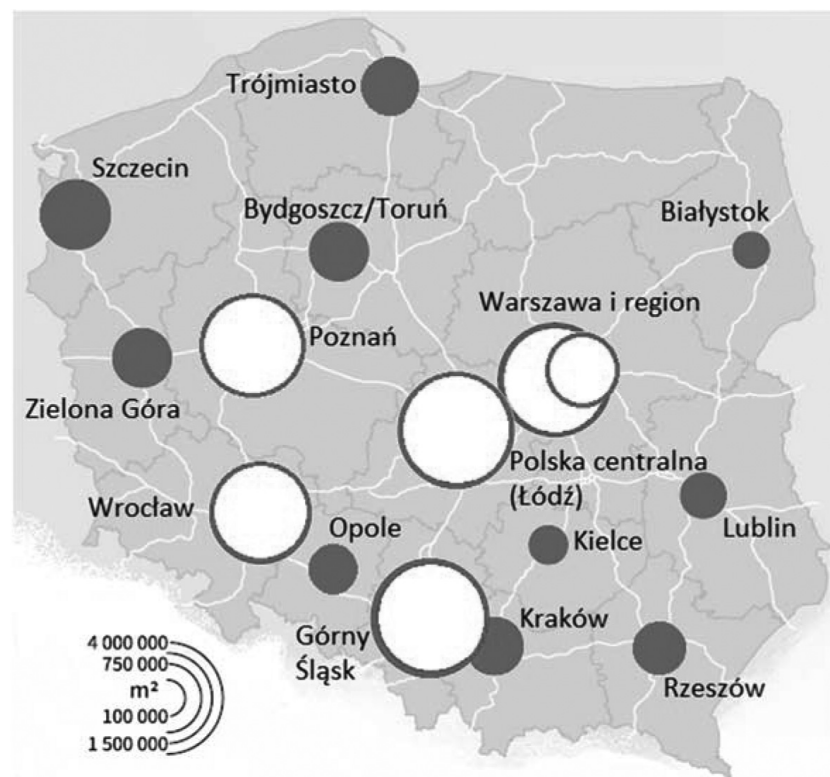 Trójmiasto
Szczecin
Bydgoszcz/Toruń
Białystok
Warszawa i region
Poznań
Zielona Góra
Polska centralna
(Łódź)
Wrocław
Opole
Kielce
Lublin
Górny
Śląsk
Kraków
Rzeszów
4 000 000
750 000
m²
100 000
1 500 000